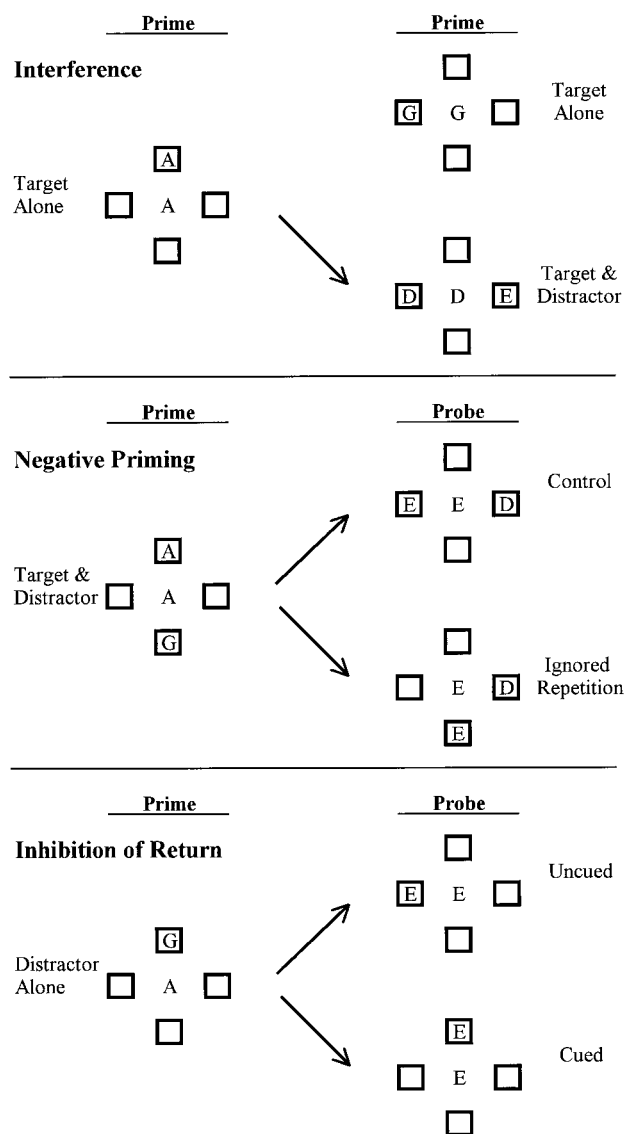 Prime Prime
Interference
G G
Target
Alone
A
Target
Alone
A
D D E
Target &
Distractor
Prime Probe
Negative Priming
E E D
Control
A
Target &
Distractor
A
G
E D
Ignored
Repetition
E
Prime Probe
Inhibition of Return
E E
Uncued
G
Distractor
Alone
A
E
Cued
E